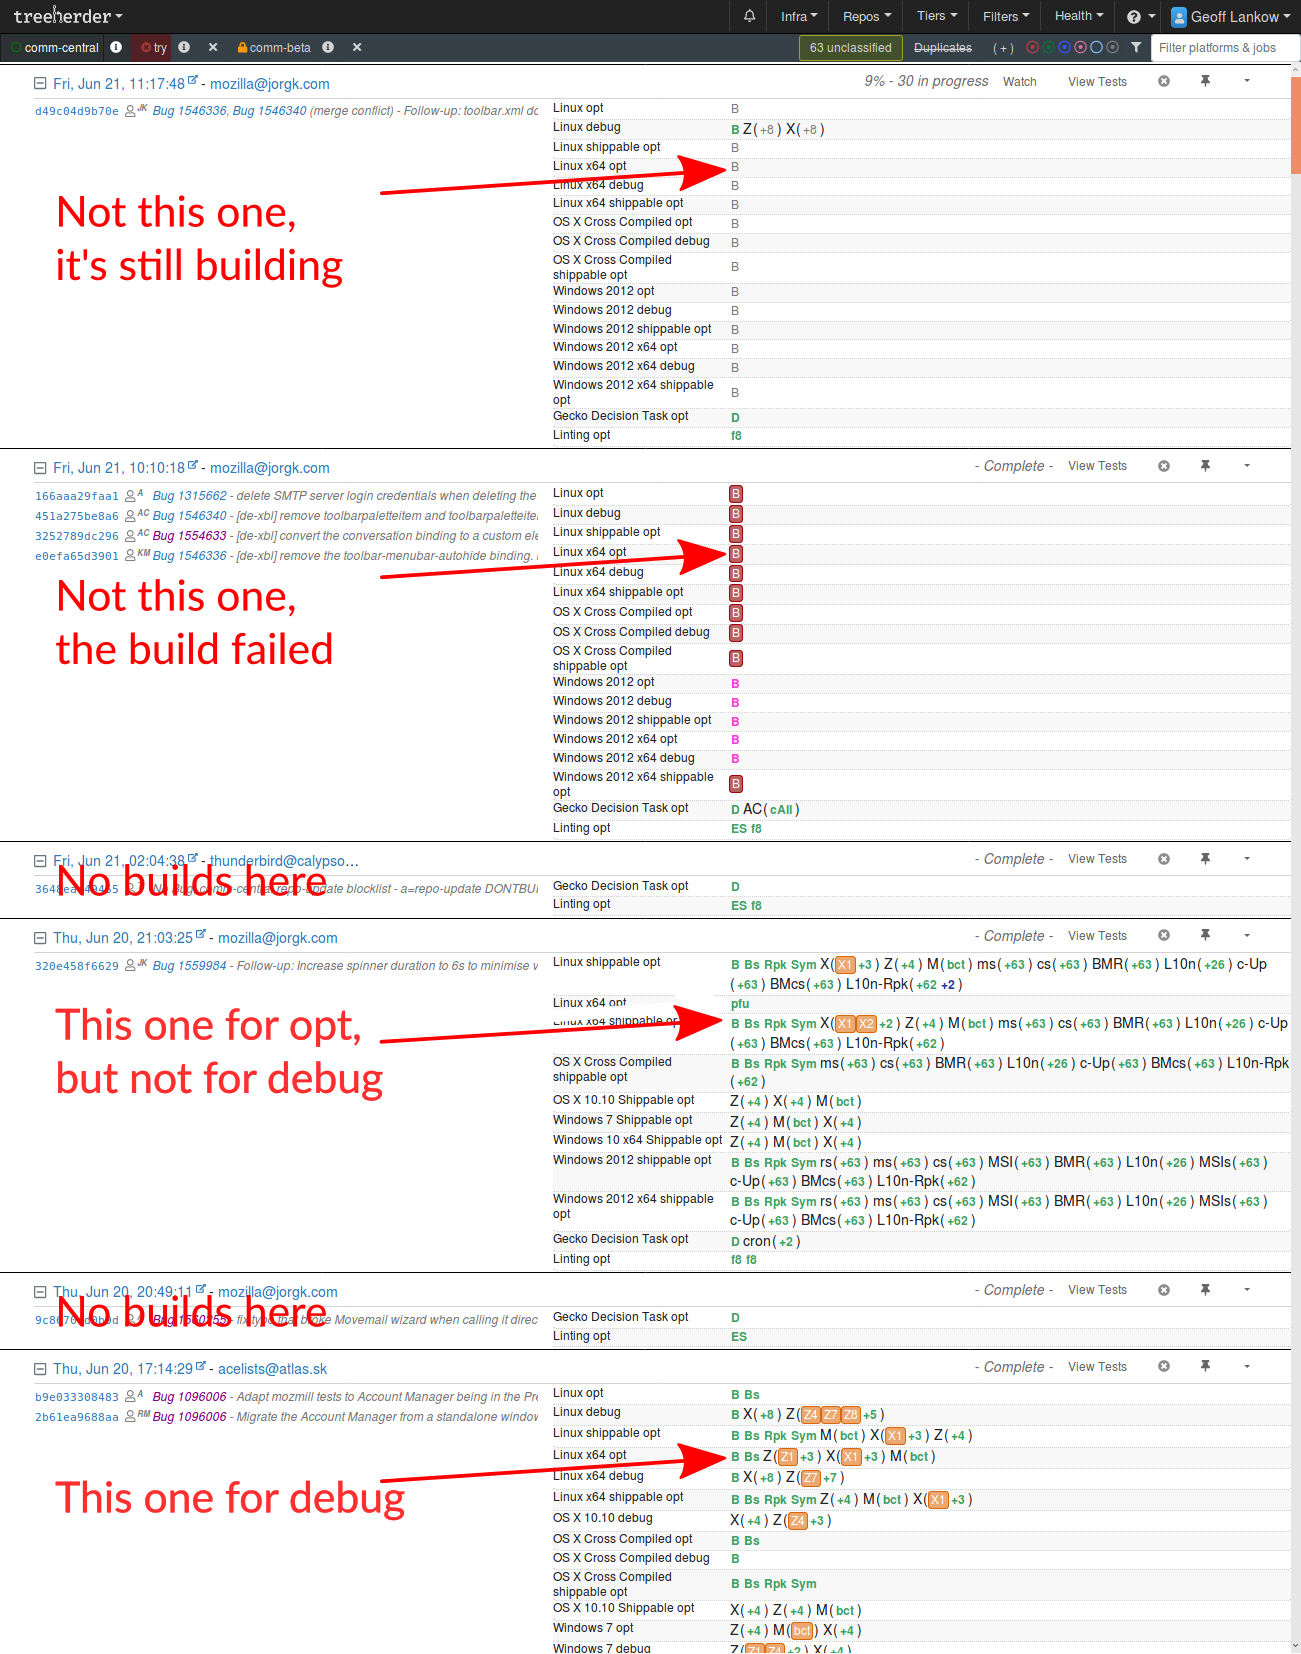 treeherder
Infra Repos Tiers Filters Health Geoff Lankow
comm-central try comm-beta 63 unclassified Duplicates ( + ) Filter platforms & jobs
Fri, Jun 21, 11:17:48 - mozilla@jorgk.com 9% - 30 in progress Watch View Tests
d49c04d9b70e JK Bug 1546336, Bug 1546340 (merge conflict) - Follow-up: toolbar.xml dc
Linux opt B
Linux debug B Z( +8 ) X( +8 )
Linux shippable opt B
Linux x64 opt B
Linux x64 debug B
Linux x64 shippable opt B
OS X Cross Compiled opt B
OS X Cross Compiled debug B
OS X Cross Compiled
shippable opt B
Windows 2012 opt B
Windows 2012 debug B
Windows 2012 shippable opt B
Windows 2012 x64 opt B
Windows 2012 x64 debug B
Windows 2012 x64 shippable
opt B
Gecko Decision Task opt D
Linting opt f8
Not this one,
it's still building
Fri, Jun 21, 10:10:18 - mozilla@jorgk.com - Complete - View Tests
166aaa29faa1 A Bug 1315662 - delete SMTP server login credentials when deleting the
451a275be8a6 AC Bug 1546340 - [de-xbl] remove toolbarpaletteitem and toolbarpaletteiter
3252789dc296 AC Bug 1554633 - [de-xbl] convert the conversation binding to a custom ele
e0efa65d3901 KM Bug 1546336 - [de-xbl] remove the toolbar-menubar-autohide binding.
Linux opt B
Linux debug B
Linux shippable opt B
Linux x64 opt B
Linux x64 debug B
Linux x64 shippable opt B
OS X Cross Compiled opt B
OS X Cross Compiled debug B
OS X Cross Compiled
shippable opt B
Windows 2012 opt B
Windows 2012 debug B
Windows 2012 shippable opt B
Windows 2012 x64 opt B
Windows 2012 x64 debug B
Windows 2012 x64 shippable
opt B
Gecko Decision Task opt D AC( cAll )
Linting opt ES f8
Not this one,
the build failed
Fri, Jun 21, 02:04:38 - thunderbird@calypso... - Complete - View Tests
No Bug, comm-central repo-update blocklist - a=repo-update DONTBUI
Gecko Decision Task opt D
Linting opt ES f8
No builds here
Thu, Jun 20, 21:03:25 - mozilla@jorgk.com - Complete - View Tests
320e458f6629 JK Bug 1559984 - Follow-up: Increase spinner duration to 6s to minimise v
Linux shippable opt B Bs Rpk Sym X( X1 +3 ) Z( +4 ) M( bct ) ms( +63 ) cs( +63 ) BMR( +63 ) L10n( +26 ) c-Up
( +63 ) BMcs( +63 ) L10n-Rpk( +62 +2 )
Linux x64 opt pfu
Linux x64 shippable op B Bs Rpk Sym X( X1 X2 +2 ) Z( +4 ) M( bct ) ms( +63 ) cs( +63 ) BMR( +63 ) L10n( +26 ) c-Up
( +63 ) BMcs( +63 ) L10n-Rpk( +62 )
OS X Cross Compiled B Bs Rpk Sym ms( +63 ) cs( +63 ) BMR( +63 ) L10n( +26 ) c-Up( +63 ) BMcs( +63 ) L10n-Rpk
shippable opt ( +62 )
OS X 10.10 Shippable opt Z( +4 ) X( +4 ) M( bct )
Windows 7 Shippable opt Z( +4 ) M( bct ) X( +4 )
Windows 10 x64 Shippable opt Z( +4 ) M( bct ) X( +4 )
Windows 2012 shippable opt B Bs Rpk Sym rs( +63 ) ms( +63 ) cs( +63 ) MSI( +63 ) BMR( +63 ) L10n( +26 ) MSIs( +63 )
c-Up( +63 ) BMcs( +63 ) L10n-Rpk( +62 )
Windows 2012 x64 shippable B Bs Rpk Sym rs( +63 ) ms( +63 ) cs( +63 ) MSI( +63 ) BMR( +63 ) L10n( +26 ) MSIs( +63 )
opt c-Up( +63 ) BMcs( +63 ) L10n-Rpk( +62 )
Gecko Decision Task opt D cron( +2 )
Linting opt f8 f8
This one for opt,
but not for debug
Thu, Jun 20, 20:49:11 - mozilla@jorgk.com - Complete - View Tests
broke Movemail wizard when calling it direc
Gecko Decision Task opt D
Linting opt ES
No builds here
Thu, Jun 20, 17:14:29 - acelists@atlas.sk - Complete - View Tests
b9e033308483 A Bug 1096006 - Adapt mozmill tests to Account Manager being in the Pre
2b61ea9688aa RM Bug 1096006 - Migrate the Account Manager from a standalone window
Linux opt B Bs
Linux debug B X( +8 ) Z( Z4 Z7 Z8 +5 )
Linux shippable opt B Bs Rpk Sym M( bct ) X( X1 +3 ) Z( +4 )
Linux x64 opt B Bs Z( Z1 +3 ) X( X1 +3 ) M( bct )
Linux x64 debug B X( +8 ) Z( Z7 +7 )
Linux x64 shippable opt B Bs Rpk Sym Z( +4 ) M( bct ) X( X1 +3 )
OS X 10.10 debug X( +4 ) Z( Z4 +3 )
OS X Cross Compiled opt B Bs
OS X Cross Compiled debug B
OS X Cross Compiled
shippable opt B Bs Rpk Sym
OS X 10.10 Shippable opt X( +4 ) Z( +4 ) M( bct )
Windows 7 opt Z( +4 ) M( bct ) X( +4 )
Windows 7 debug Z( Z1 Z4 +2 ) X( +4 )
This one for debug